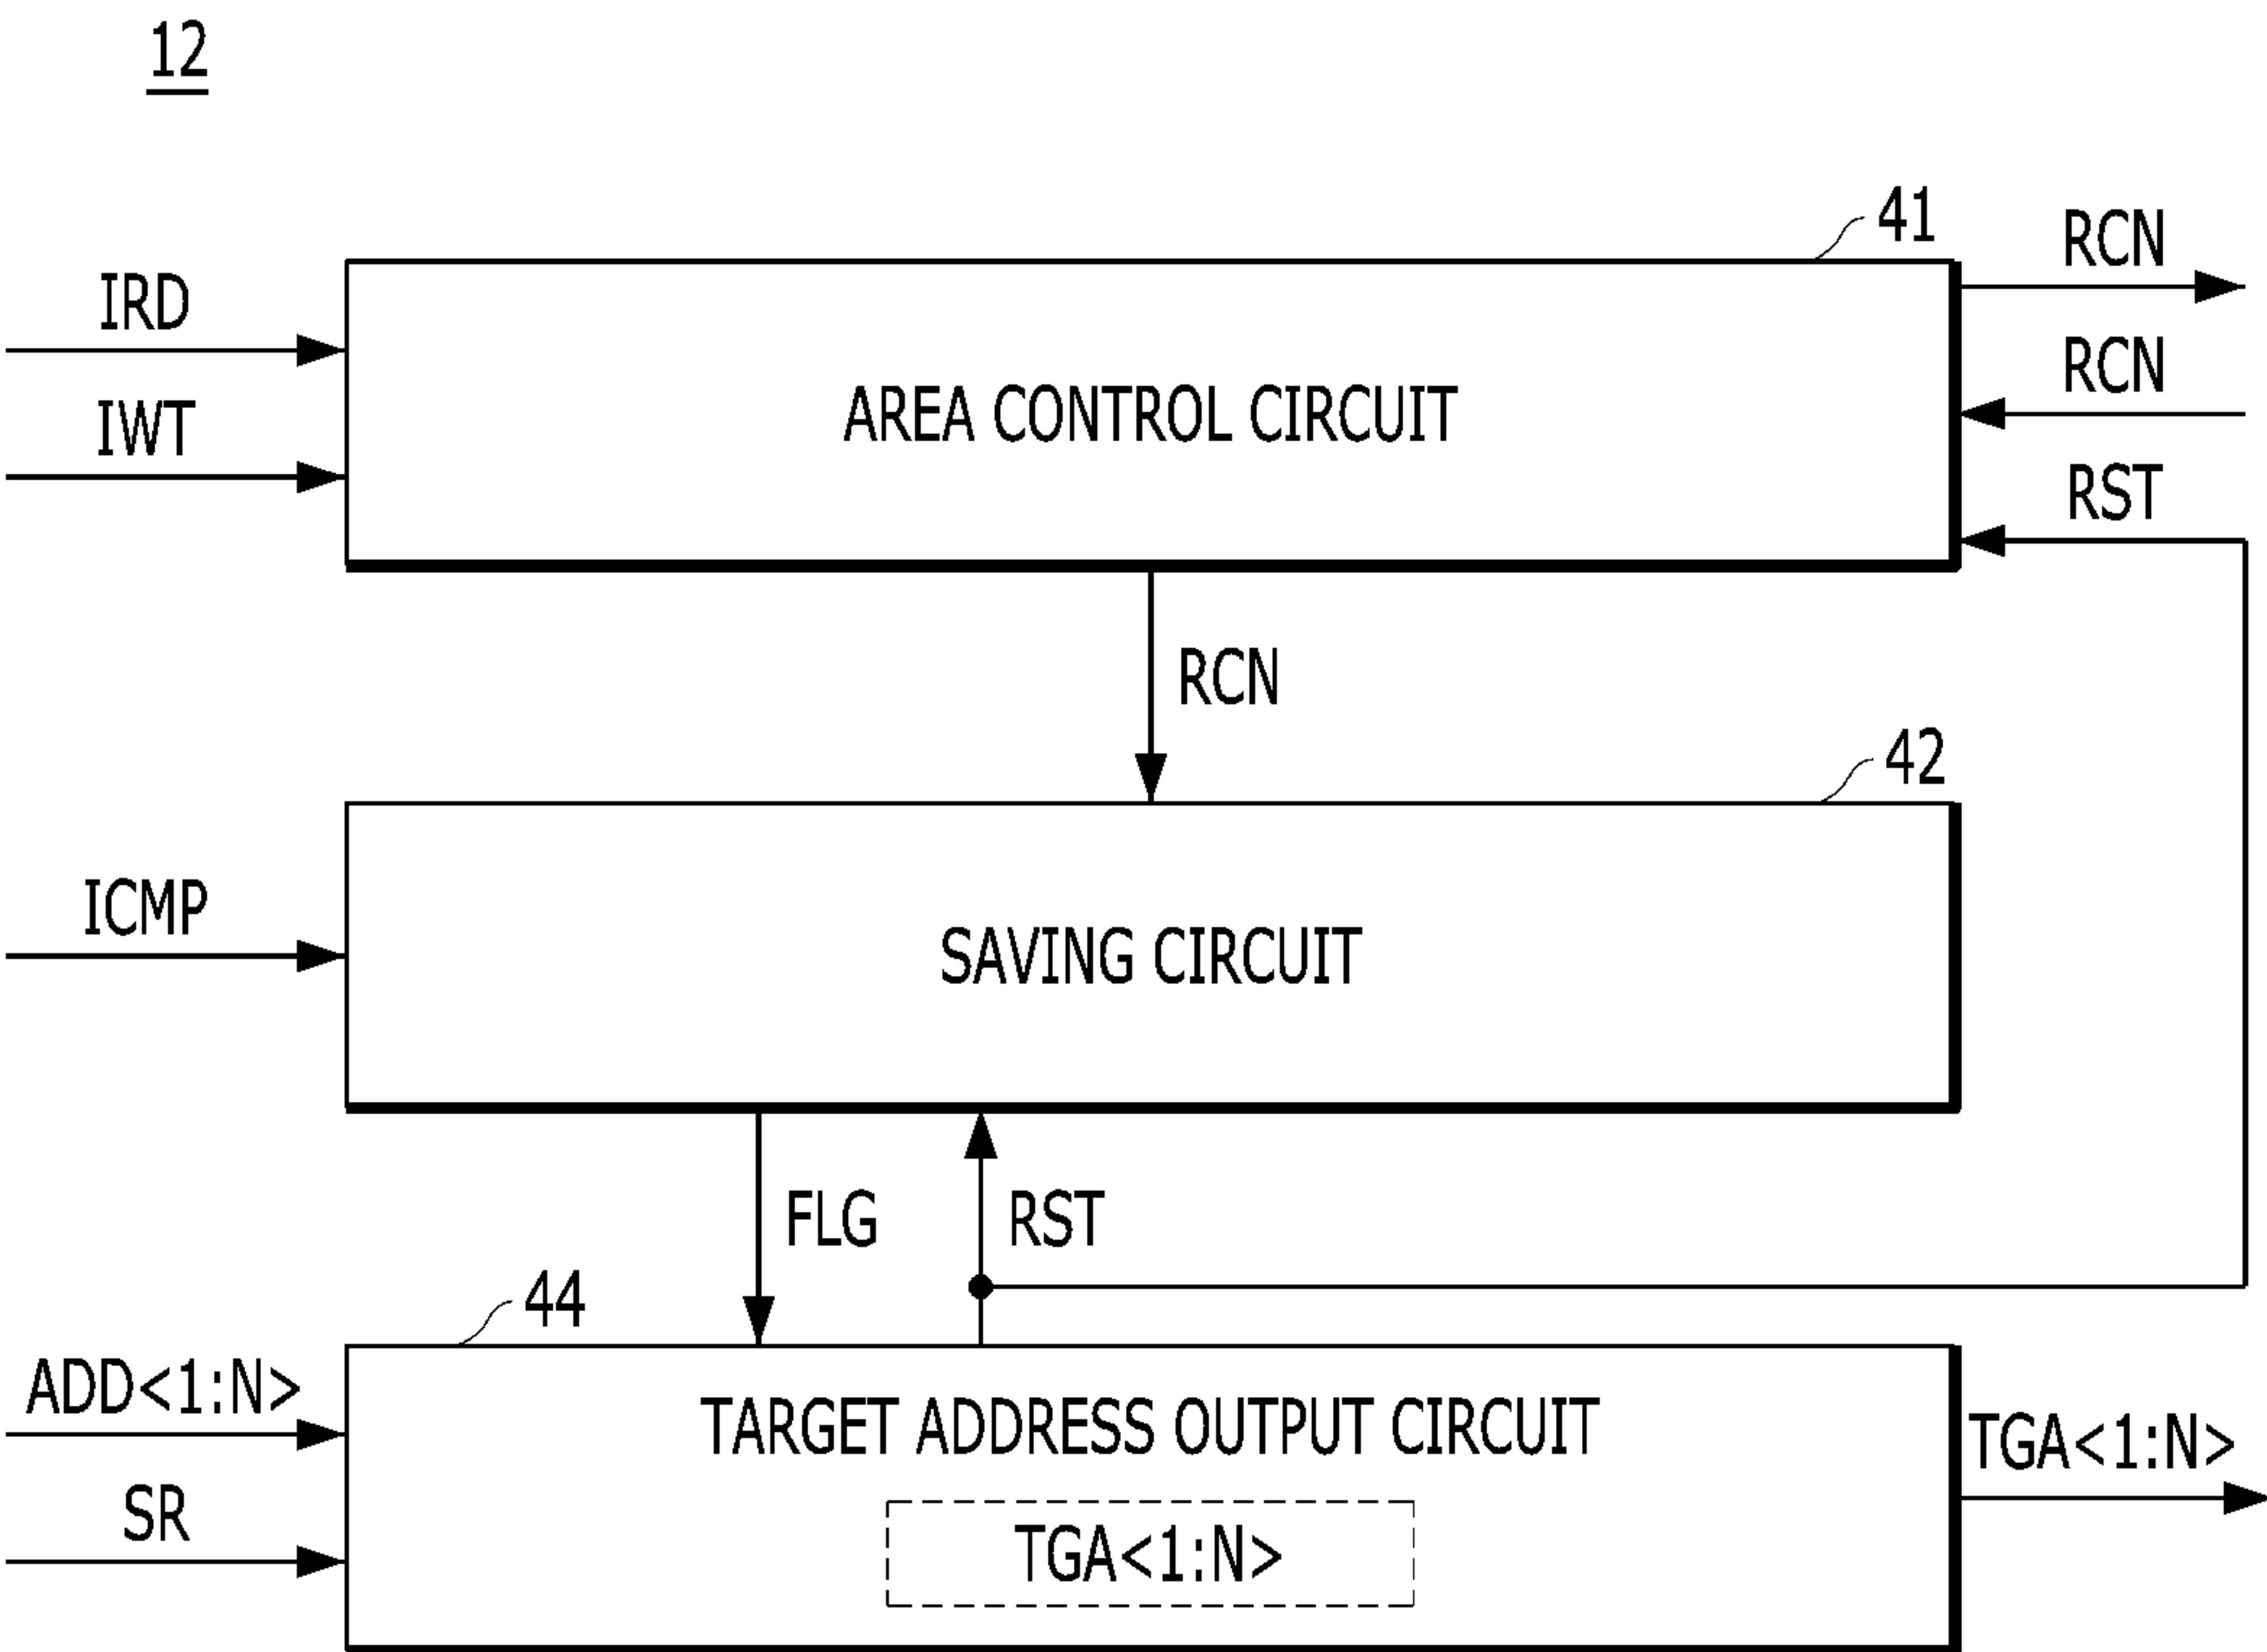 12
41
RCN
IRD
RCN
IWT
AREA CONTROL CIRCUIT
RST
RCN
42
ICMP
SAVING CIRCUIT
FLG
RST
44
ADD<1:N>
TARGET ADDRESS OUTPUT CIRCUIT
TGA<1:N>
SR
TGA<1:N>